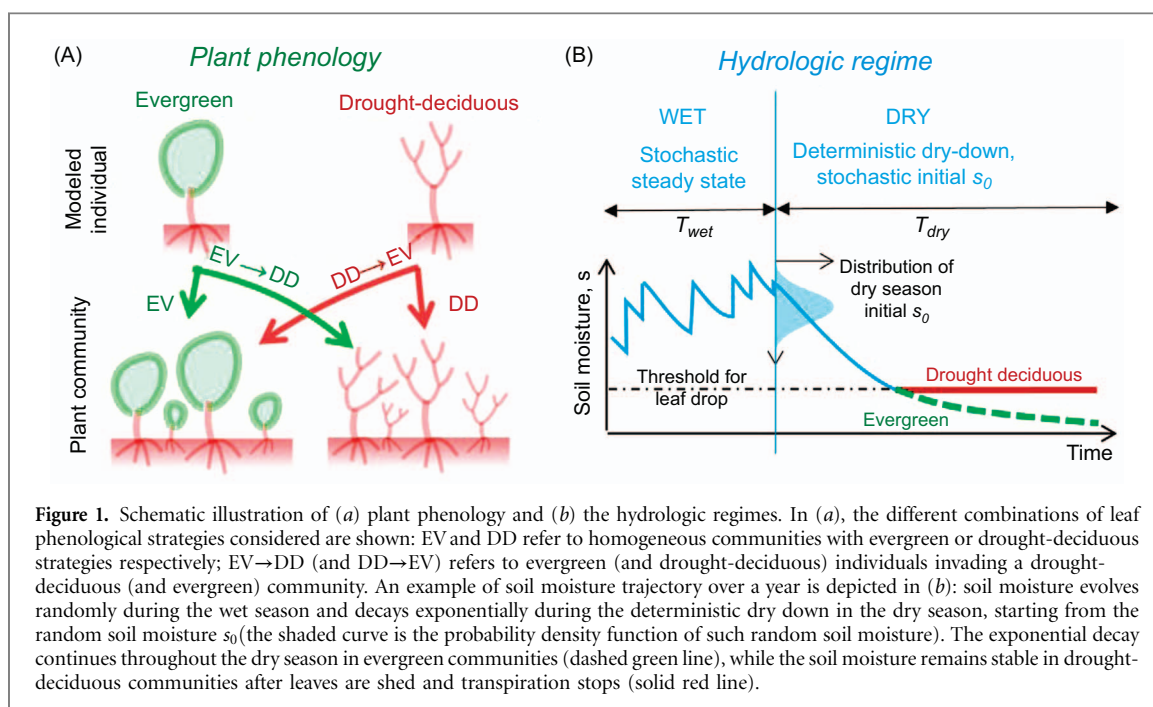 (A)
Plant phenology
Evergreen
Drought-deciduous
Modeled
individual
EV→DD
DD→EV
EV
DD
Plant community
(B)
Hydrologic regime
WET
DRY
Stochastic
steady state
Deterministic dry-down,
stochastic initial s0
Twet
Tdry
Soil moisture, s
Distribution of
dry season
initial s0
Threshold for
leaf drop
Drought deciduous
Evergreen
Time
Figure 1. Schematic illustration of (a) plant phenology and (b) the hydrologic regimes. In (a), the different combinations of leaf
phenological strategies considered are shown: EV and DD refer to homogeneous communities with evergreen or drought-deciduous
strategies respectively; EV→DD (and DD→EV) refers to evergreen (and drought-deciduous) individuals invading a drought-
deciduous (and evergreen) community. An example of soil moisture trajectory over a year is depicted in (b): soil moisture evolves
randomly during the wet season and decays exponentially during the deterministic dry down in the dry season, starting from the
random soil moisture s0(the shaded curve is the probability density function of such random soil moisture). The exponential decay
continues throughout the dry season in evergreen communities (dashed green line), while the soil moisture remains stable in drought-
deciduous communities after leaves are shed and transpiration stops (solid red line).